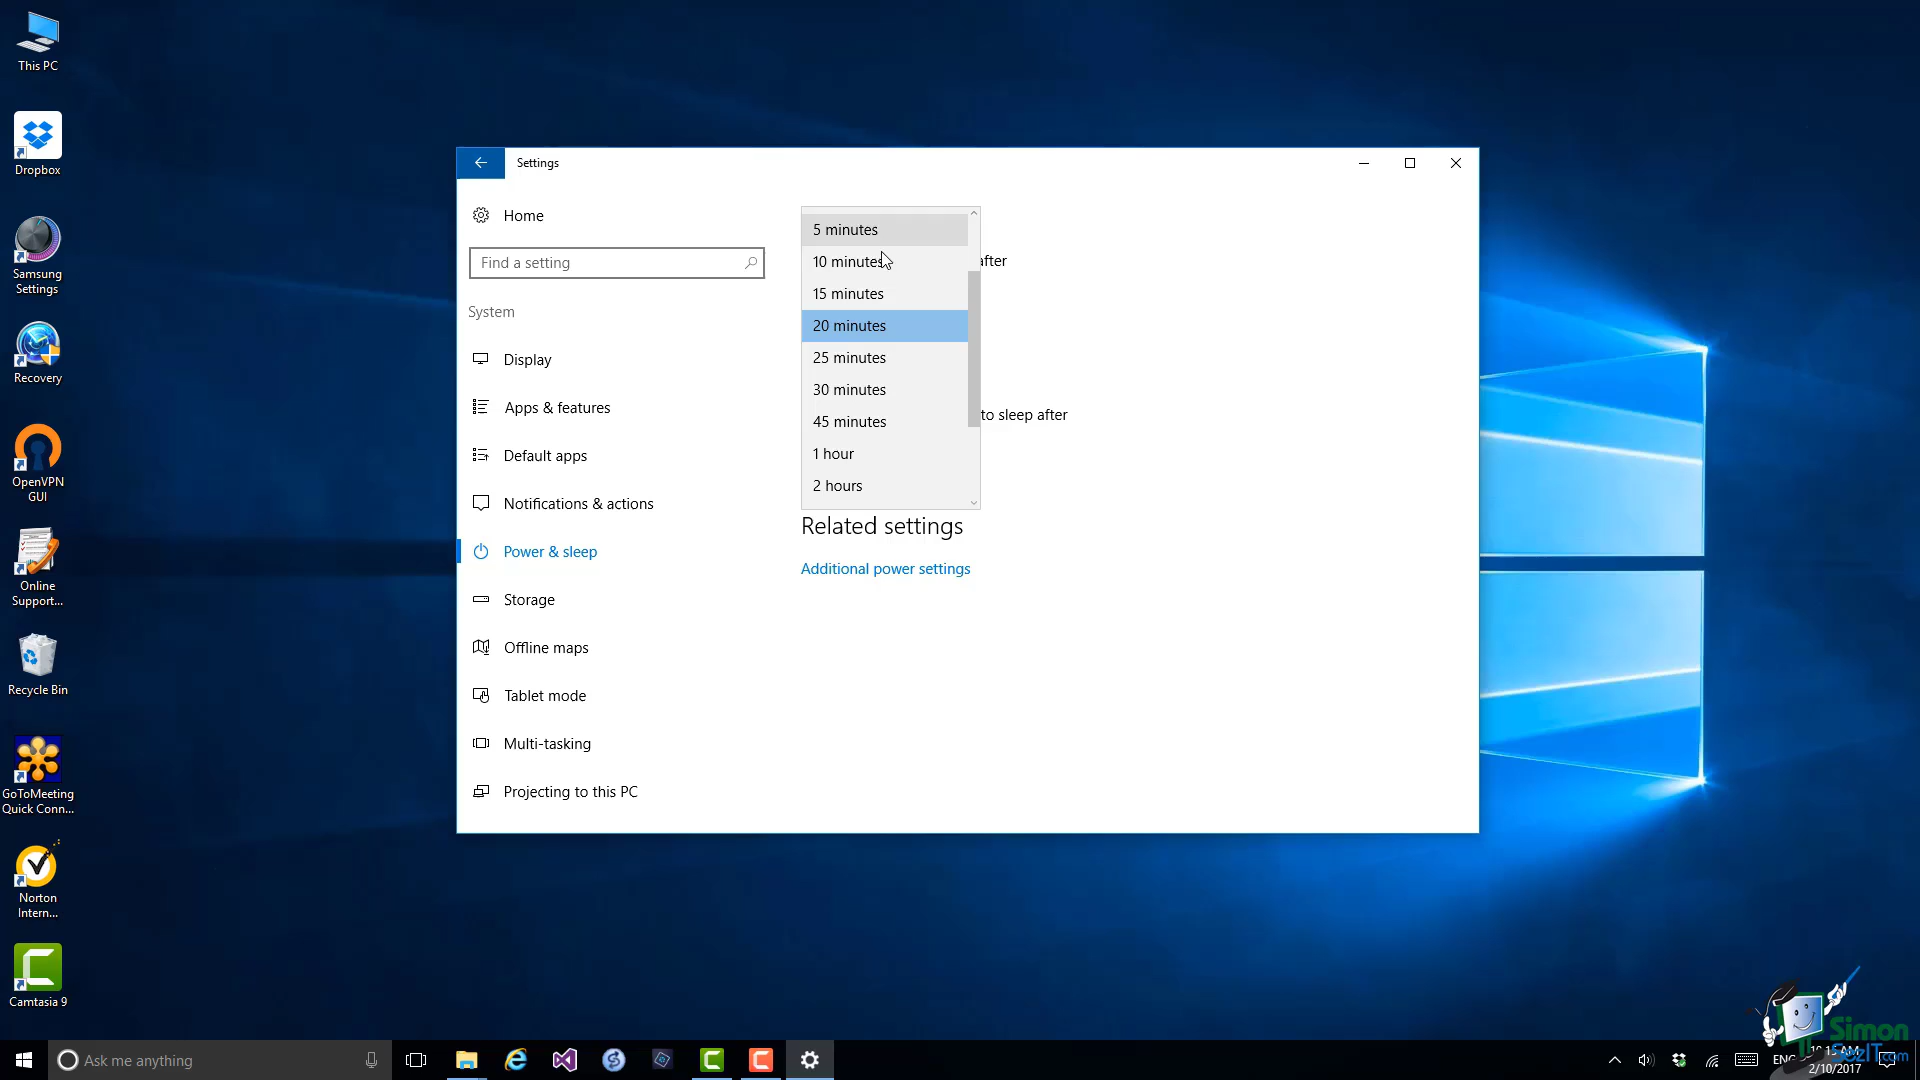 This PC
Dropbox
Samsung
Settings
Recovery
OpenVPN
GUI
Online
Support...
Recycle Bin
GoToMeeting
Quick Conn...
Norton
Intern...
Camtasia 9
Settings
Home
Find a setting
System
Display
Apps & features
Default apps
Notifications & actions
Power & sleep
Storage
Offline maps
Tablet mode
Multi-tasking
Projecting to this PC
5 minutes
10 minutes
15 minutes
20 minutes
25 minutes
30 minutes
45 minutes
1 hour
2 hours
after
to sleep after
Related settings
Additional power settings
Ask me anything
ENG
2/10/2017
Simon
SezIT.com